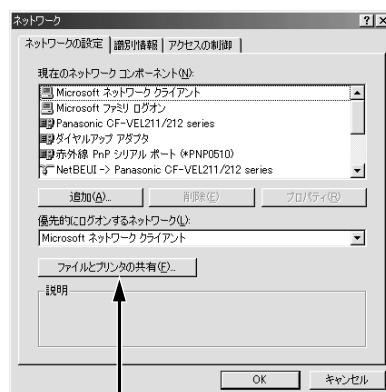 ネットワーク
ネットワークの設定 識別情報 アクセスの制御
現在のネットワーク コンポーネント(N):
Microsoft ネットワーク クライアント
Microsoft ファミリ ログオン
Panasonic CF-VEL211/212 series
ダイヤルアップ アダプタ
赤外線 PnP シリアル ポート (*PNP0510)
NetBEUI -> Panasonic CF-VEL211/212 series
追加(A)... 削除(E) プロパティ(R)
優先的にログオンするネットワーク(L):
Microsoft ネットワーク クライアント
ファイルとプリンタの共有(F)...
説明
OK キャンセル